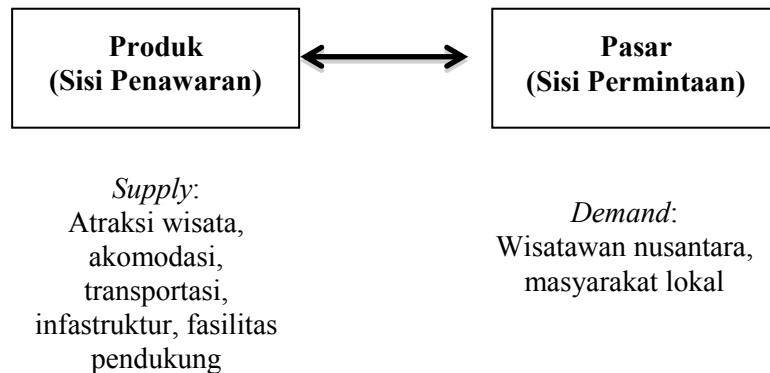 Produk
(Sisi Penawaran)
Pasar
(Sisi Permintaan)
Supply:
Atraksi wisata,
akomodasi,
transportasi,
infastruktur, fasilitas
pendukung
Demand:
Wisatawan nusantara,
masyarakat lokal